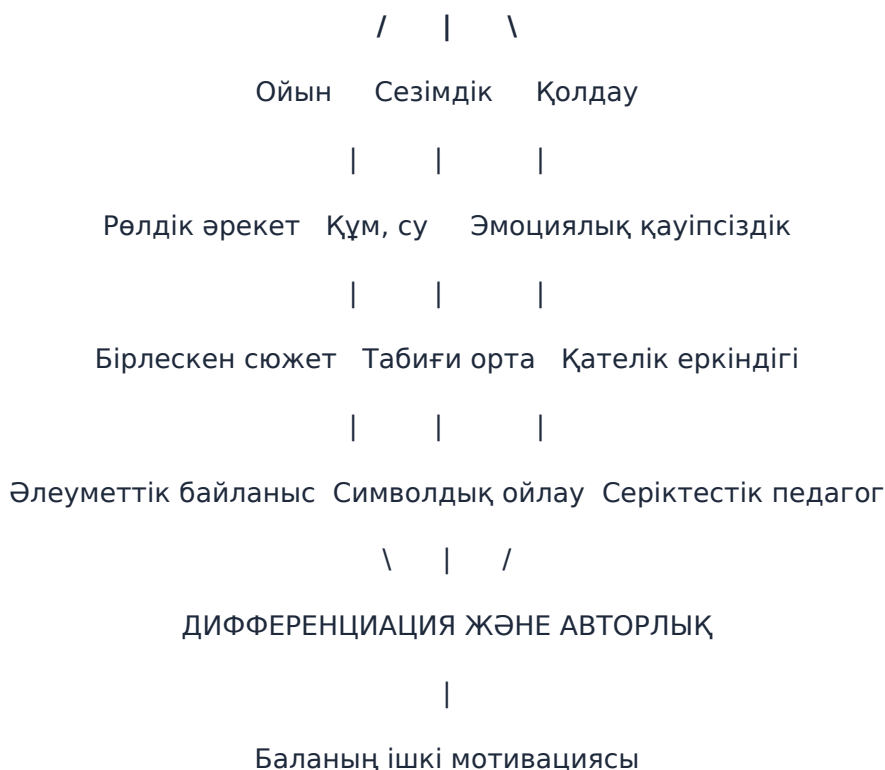 / | \
Ойын Сезімдік Қолдау
| | |
Рөлдік әрекет Құм, су Эмоциялық қауіпсіздік
| | |
Бірлескен сюжет Табиғи орта Қателік еркіндігі
| | |
Әлеуметтік байланыс Символдық ойлау Серіктестік педагог
\ | /
ДИФФЕРЕНЦИАЦИЯ ЖӘНЕ АВТОРЛЫҚ
|
Баланың ішкі мотивациясы